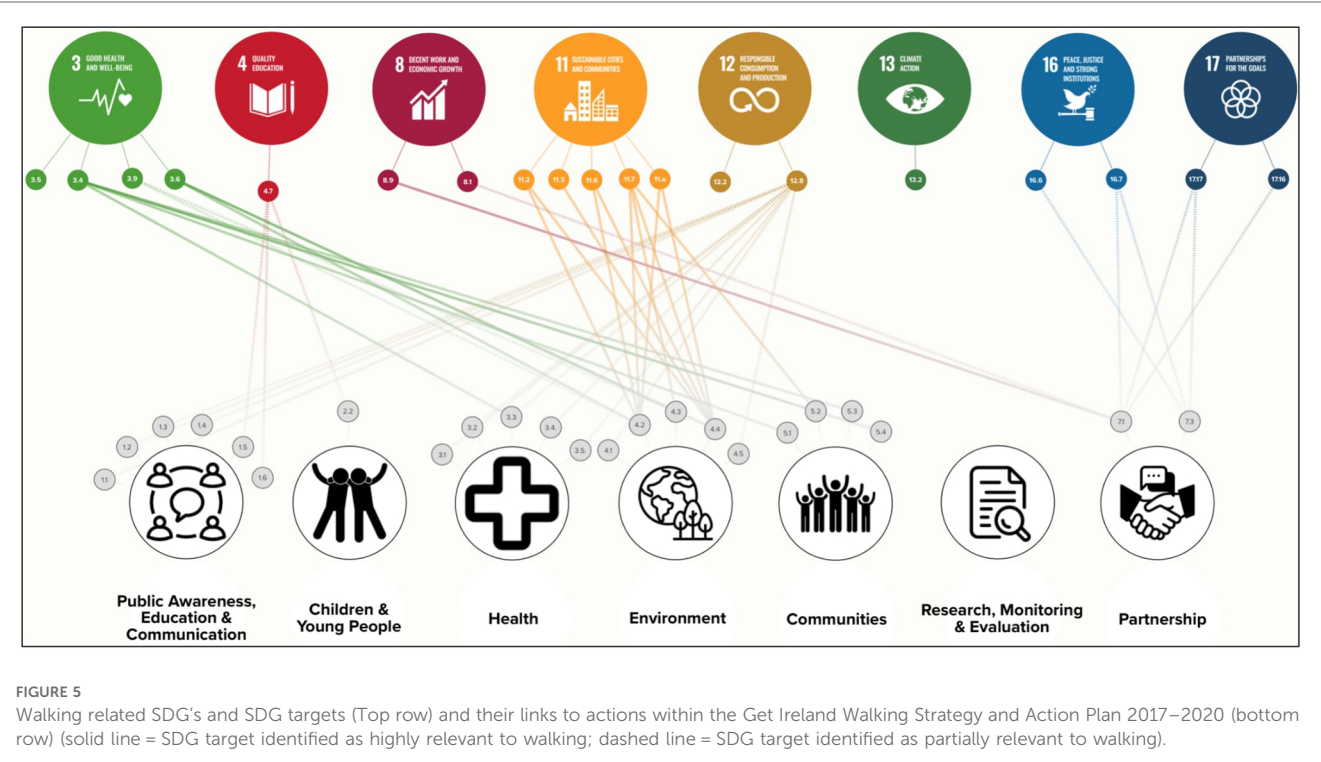 3 GOOD HEALTH
AND WELL-BEING
4 QUALITY
EDUCATION
8 DECENT WORK AND
ECONOMIC GROWTH
11 SUSTAINABLE CITIES
AND COMMUNITIES
12 RESPONSIBLE
CONSUMPTION
AND PRODUCTION
13 CLIMATE
ACTION
16 PEACE, JUSTICE
AND STRONG
INSTITUTIONS
17 PARTNERSHIPS
FOR THE GOALS
3.5 3.4 3.9 3.6 4.7 8.9 8.1 11.2 11.3 11.6 11.7 11.a 12.2 12.8 13.2 16.6 16.7 17.17 17.16
1.1 1.2 1.3 1.4 1.5 1.6
2.2
3.1 3.2 3.3 3.4. 3.5.
4.1 4.2 4.3 4.4 4.5
5.1 5.2 5.3 5.4
7.1 7.3
Public Awareness,
Education &
Communication
Children &
Young People
Health
Environment
Communities
Research, Monitoring
& Evaluation
Partnership
FIGURE 5
Walking related SDG's and SDG targets (Top row) and their links to actions within the Get Ireland Walking Strategy and Action Plan 2017–2020 (bottom
row) (solid line = SDG target identified as highly relevant to walking; dashed line = SDG target identified as partially relevant to walking).